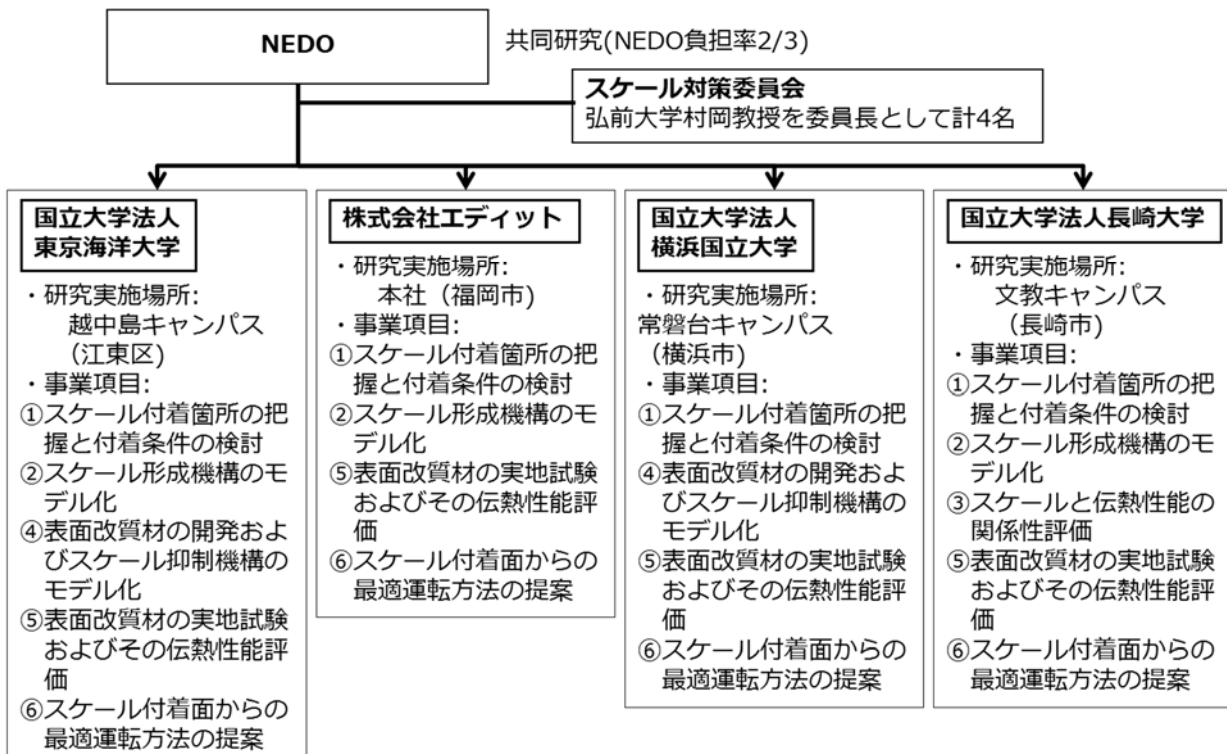 NEDO
共同研究(NEDO負担率2/3)
スケール対策委員会
弘前大学村岡教授を委員長として計4名
国立大学法人
東京海洋大学
・研究実施場所:
越中島キャンパス
（江東区）
・事業項目:
①スケール付着箇所の把
握と付着条件の検討
②スケール形成機構のモ
デル化
④表面改質材の開発およ
びスケール抑制機構の
モデル化
⑤表面改質材の実地試験
およびその伝熱性能評
価
⑥スケール付着面からの
最適運転方法の提案
株式会社エディット
・研究実施場所:
本社（福岡市）
・事業項目:
①スケール付着箇所の把
握と付着条件の検討
②スケール形成機構のモ
デル化
⑤表面改質材の実地試験
およびその伝熱性能評
価
⑥スケール付着面からの
最適運転方法の提案
国立大学法人
横浜国立大学
・研究実施場所:
常磐台キャンパス
（横浜市）
・事業項目:
①スケール付着箇所の把
握と付着条件の検討
④表面改質材の開発およ
びスケール抑制機構の
モデル化
⑤表面改質材の実地試験
およびその伝熱性能評
価
⑥スケール付着面からの
最適運転方法の提案
国立大学法人長崎大学
・研究実施場所:
文教キャンパス
（長崎市）
・事業項目:
①スケール付着箇所の把
握と付着条件の検討
②スケール形成機構のモ
デル化
③スケールと伝熱性能の
関係性評価
⑤表面改質材の実地試験
およびその伝熱性能評
価
⑥スケール付着面からの
最適運転方法の提案